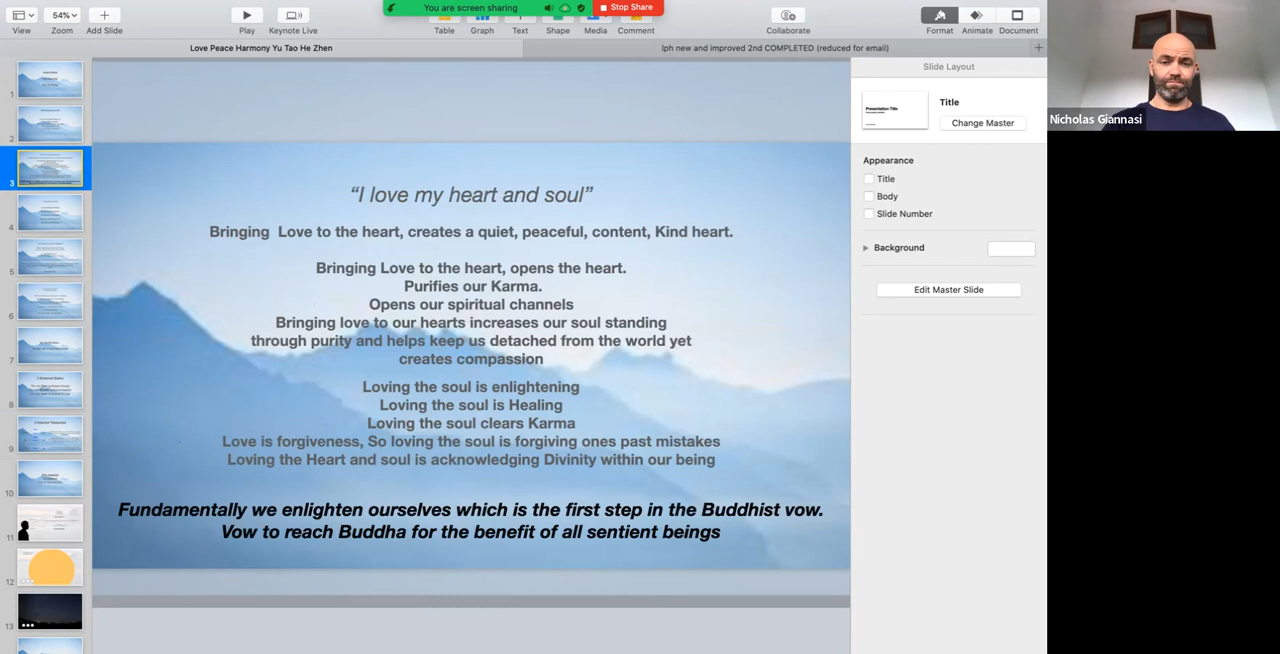 You are screen sharing
Stop Share
View
54%
Zoom
Add Slide
Play
Keynote Live
Table
Graph
Text
Shape
Media
Comment
Collaborate
Format
Animate
Document
Love Peace Harmony Yu Tao He Zhen
lph new and improved 2nd COMPLETED (reduced for email)
Slide Layout
Title
Change Master
Appearance
Title
Body
Slide Number
Background
Edit Master Slide
Nicholas Giannasi
1
2
3
4
5
6
7
8
9
10
11
12
13
“I love my heart and soul”
Bringing  Love to the heart, creates a quiet, peaceful, content, Kind heart.
Bringing Love to the heart, opens the heart.
Purifies our Karma.
Opens our spiritual channels
Bringing love to our hearts increases our soul standing
through purity and helps keep us detached from the world yet
creates compassion
Loving the soul is enlightening
Loving the soul is Healing
Loving the soul clears Karma
Love is forgiveness, So loving the soul is forgiving ones past mistakes
Loving the Heart and soul is acknowledging Divinity within our being
Fundamentally we enlighten ourselves which is the first step in the Buddhist vow.
Vow to reach Buddha for the benefit of all sentient beings